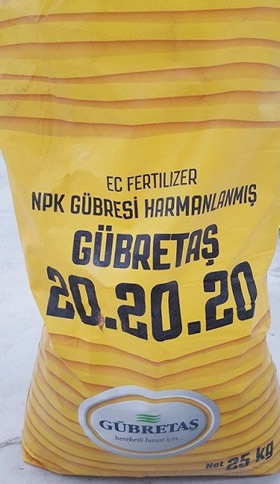 EC FERTILIZER
NPK GÜBRESİ HARMANLANMIŞ
GÜBRETAŞ
20.20.20
GÜBRETAŞ
bereketli hasat için
Net 25 kg